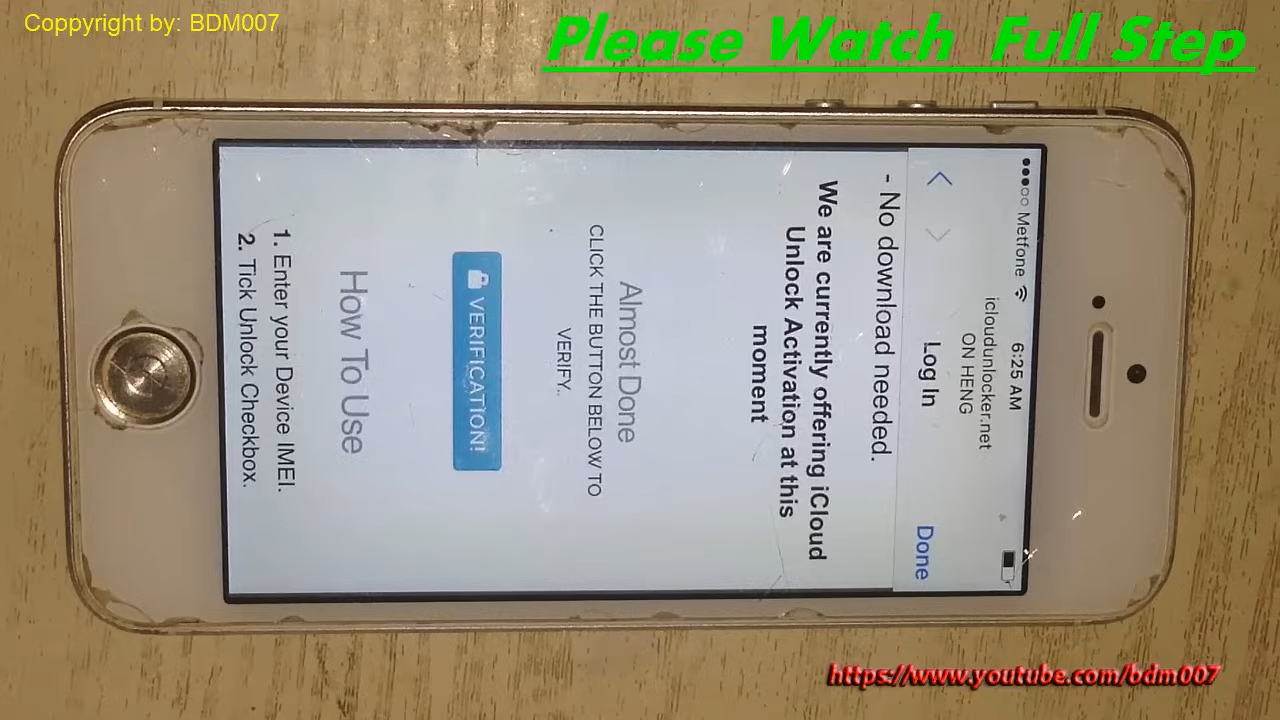 Coppyright by: BDM007
Please Watch Full Step
Metfone
6:25 AM
icloudunlocker.net
ON HENG
Log In
Done
- No download needed.
We are currently offering iCloud
Unlock Activation at this
moment
Almost Done
CLICK THE BUTTON BELOW TO
VERIFY.
VERIFICATION!
How To Use
1. Enter your Device IMEI.
2. Tick Unlock Checkbox.
https://www.youtube.com/bdm007